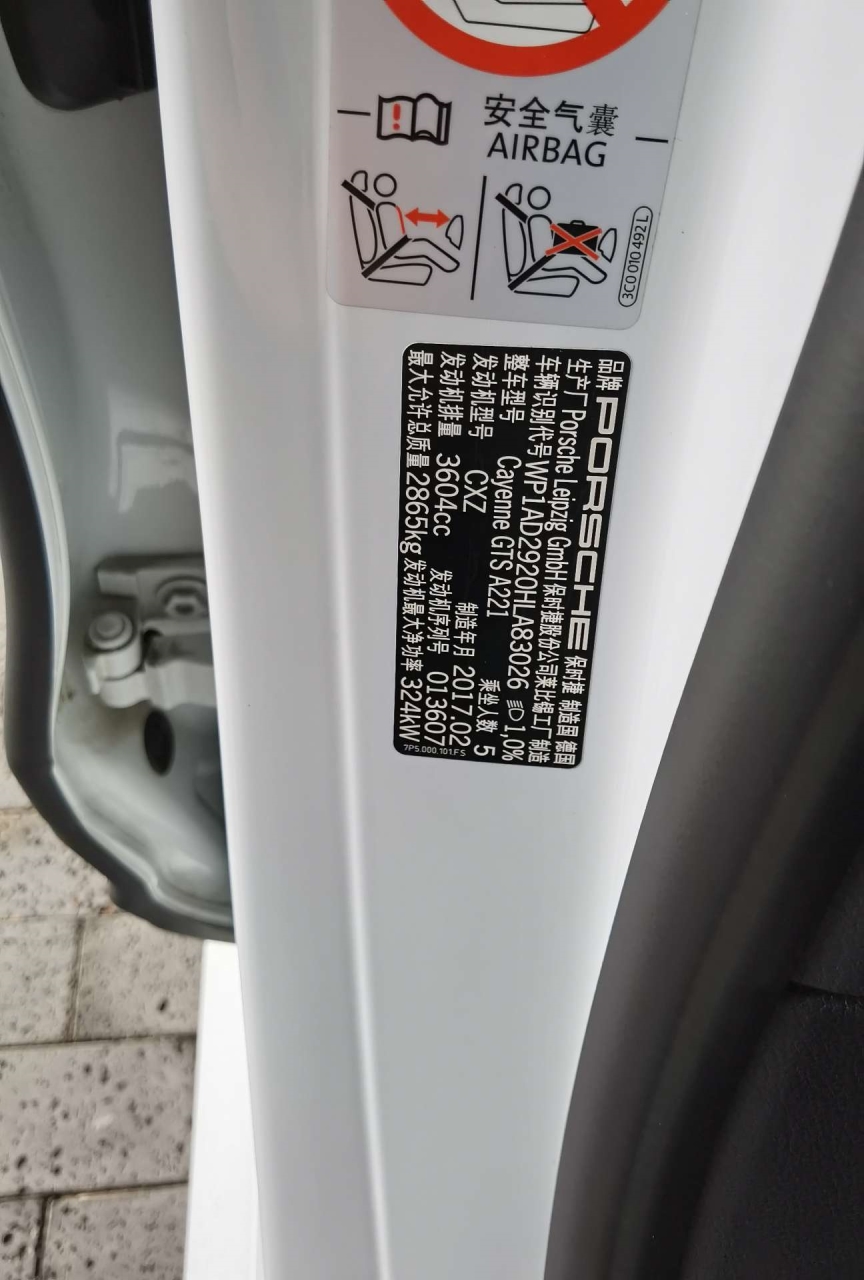 安全气囊
AIRBAG
3C0 010 492 L
品牌 PORSCHE 保时捷 制造国 德国
生产厂 Porsche Leipzig GmbH 保时捷股份公司莱比锡工厂 制造
车辆识别代号 WP1AD2920HLA83026 1.0%
整车型号 Cayenne GTS A221 乘坐人数 5
发动机型号 CXZ 制造年月 2017.02
发动机排量 3604cc 发动机序列号 013607
最大允许总质量 2865kg 发动机最大净功率 324kW
7P5.000.101.F S